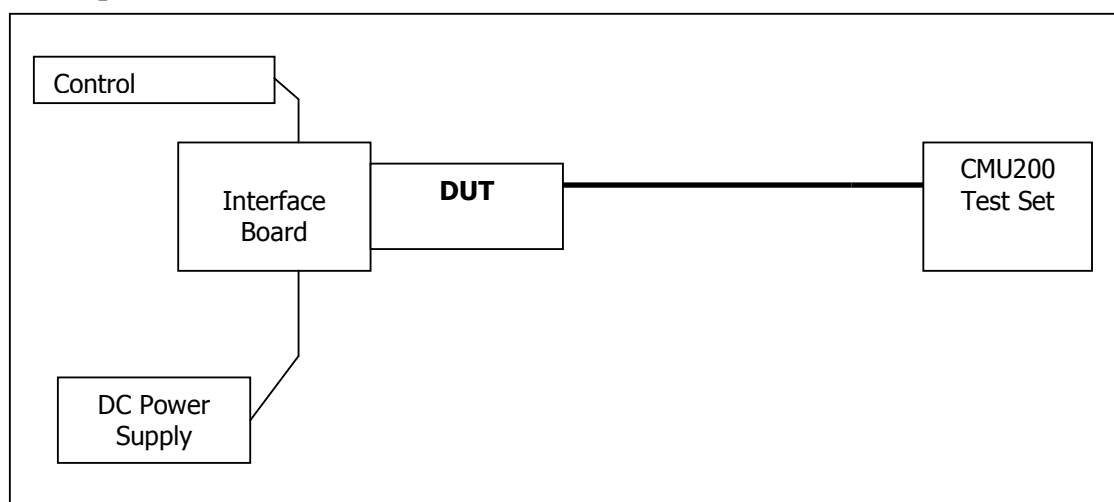 Control
Interface
Board
DUT
CMU200
Test Set
DC Power
Supply